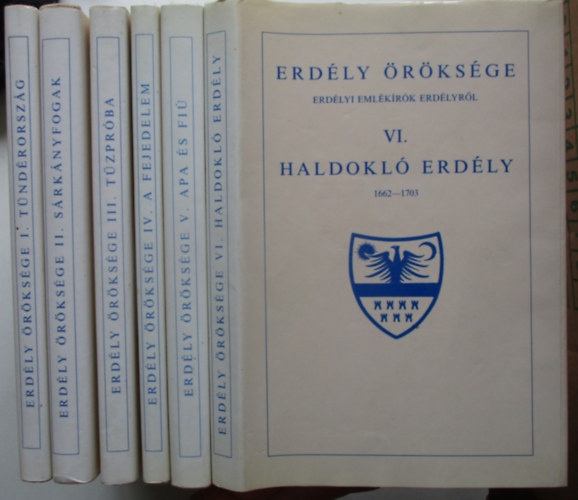 ERDÉLY ÖRÖKSÉGE I. TÜNDÉRORSZÁG
ERDÉLY ÖRÖKSÉGE II. SÁRKÁNYFOGAK
ERDÉLY ÖRÖKSÉGE III. TŰZPRÓBA
ERDÉLY ÖRÖKSÉGE IV. A FEJEDELEM
ERDÉLY ÖRÖKSÉGE V. APA ÉS FIÚ
ERDÉLY ÖRÖKSÉGE VI. HALDOKLÓ ERDÉLY
ERDÉLY ÖRÖKSÉGE
ERDÉLYI EMLÉKÍRÓK ERDÉLYRŐL
VI.
HALDOKLÓ ERDÉLY
1662—1703